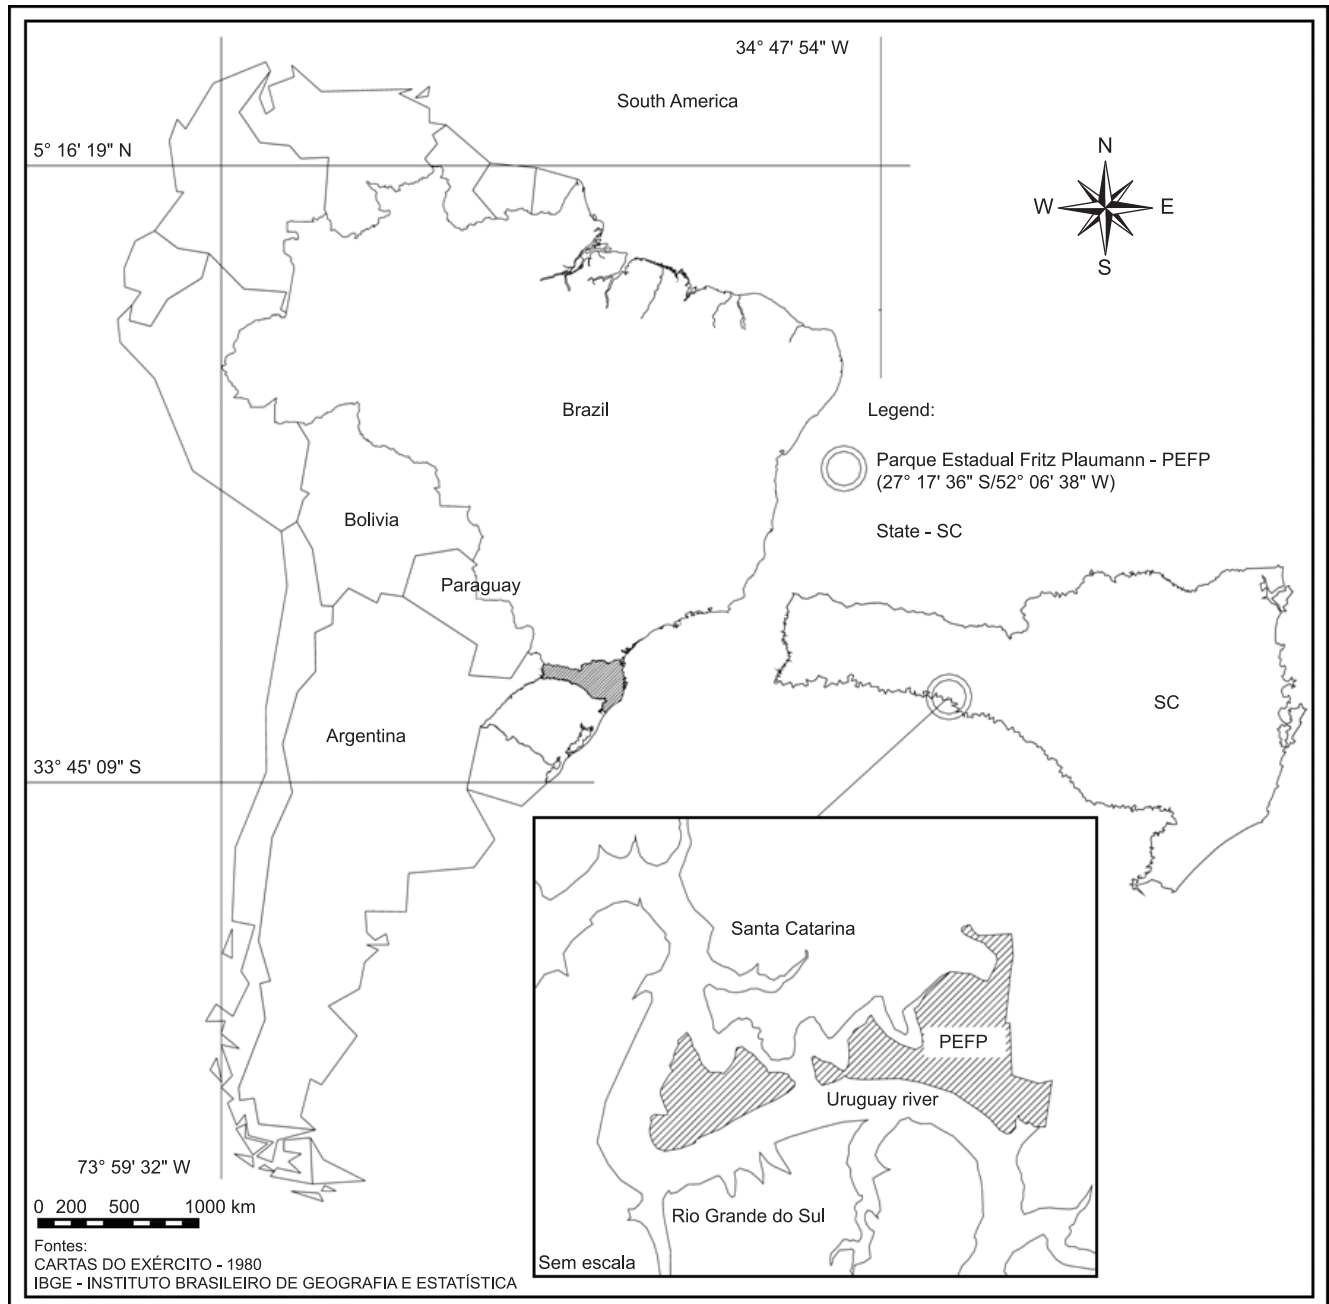 34° 47' 54" W
South America
5° 16' 19" N
N
W
E
S
Brazil
Legend:
Parque Estadual Fritz Plaumann - PEFP
(27° 17' 36" S/52° 06' 38" W)
State - SC
Bolivia
Paraguay
SC
Argentina
33° 45' 09" S
Santa Catarina
PEFP
Uruguay river
Rio Grande do Sul
Sem escala
73° 59' 32" W
0 200 500 1000 km
Fontes:
CARTAS DO EXÉRCITO - 1980
IBGE - INSTITUTO BRASILEIRO DE GEOGRAFIA E ESTATÍSTICA